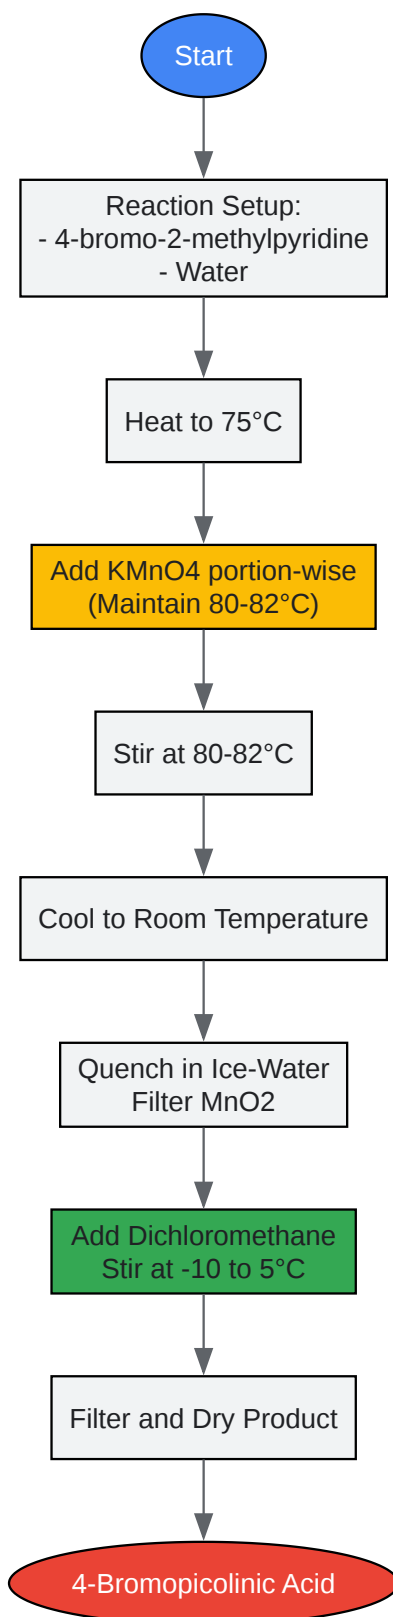 Start
Reaction Setup:
- 4-bromo-2-methylpyridine
- Water
Heat to 75°C
Add KMnO4 portion-wise
(Maintain 80-82°C)
Stir at 80-82°C
Cool to Room Temperature
Quench in Ice-Water
Filter MnO2
Add Dichloromethane
Stir at -10 to 5°C
Filter and Dry Product
4-Bromopicolinic Acid